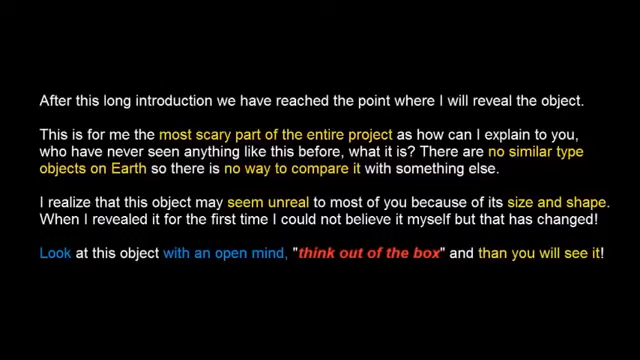 After this long introduction we have reached the point where I will reveal the object.
This is for me the most scary part of the entire project as how can I explain to you,
who have never seen anything like this before, what it is? There are no similar type
objects on Earth so there is no way to compare it with something else.
I realize that this object may seem unreal to most of you because of its size and shape.
When I revealed it for the first time I could not believe it myself but that has changed!
Look at this object with an open mind, "think out of the box" and than you will see it!